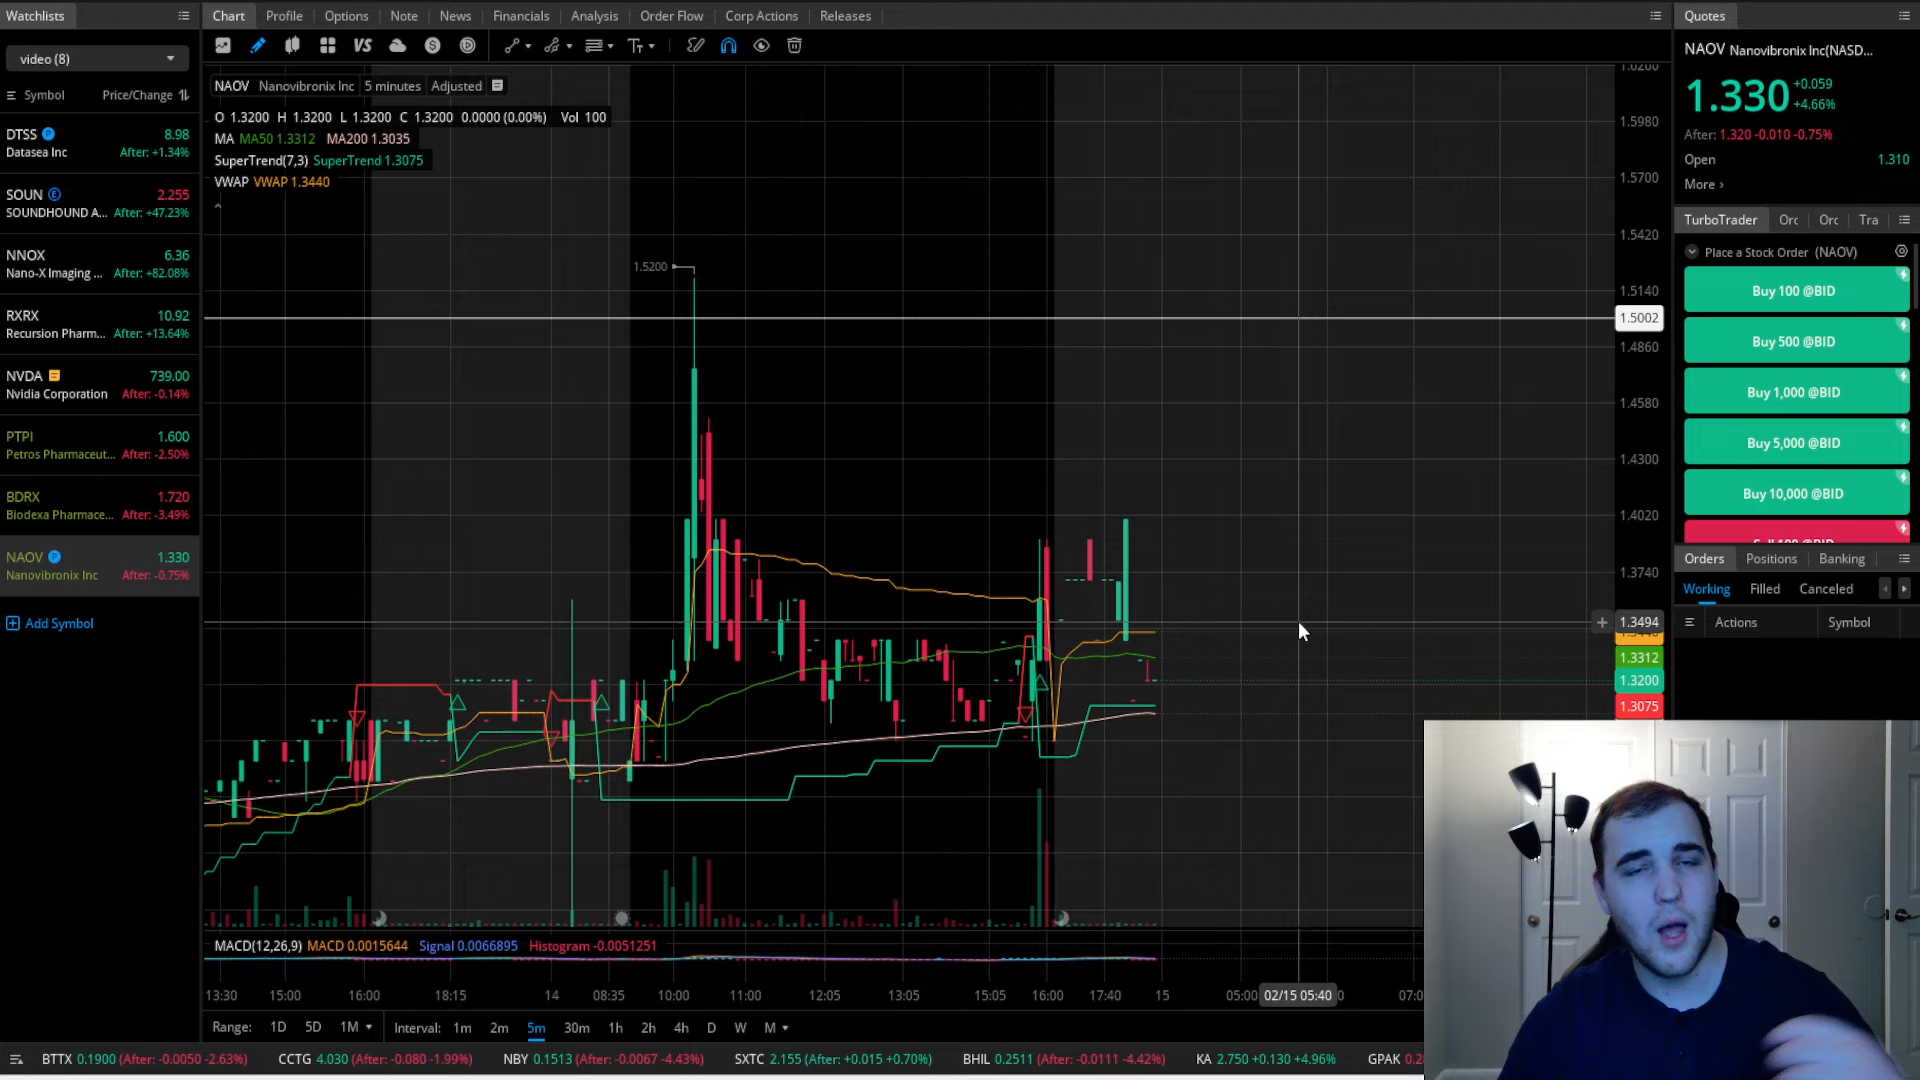 Watchlists
video (8)
Symbol Price/Change
DTSS 8.98
Datasea Inc After: +1.34%
SOUN 2.255
SOUNDHOUND A... After: +47.23%
NNOX 6.36
Nano-X Imaging ... After: +82.08%
RXRX 10.92
Recursion Pharm... After: +13.64%
NVDA 739.00
Nvidia Corporation After: -0.14%
PTPI 1.600
Petros Pharmaceut... After: -2.50%
BDRX 1.720
Biodexa Pharmace... After: -3.49%
NAOV 1.330
Nanovibronix Inc After: -0.75%
Add Symbol
Chart Profile Options Note News Financials Analysis Order Flow Corp Actions Releases
NAOV Nanovibronix Inc 5 minutes Adjusted
O 1.3200 H 1.3200 L 1.3200 C 1.3200 0.0000 (0.00%) Vol 100
MA MA50 1.3312 MA200 1.3035
SuperTrend(7,3) SuperTrend 1.3075
VWAP VWAP 1.3440
1.5200
1.5980
1.5700
1.5420
1.5140
1.5002
1.4860
1.4580
1.4300
1.4020
1.3740
1.3494
1.3312
1.3200
1.3075
MACD(12,26,9) MACD 0.0015644 Signal 0.0066895 Histogram -0.0051251
13:30 15:00 16:00 18:15 14 08:35 10:00 11:00 12:05 13:05 15:05 16:00 17:40 15 05:00 02/15 05:40
Range: 1D 5D 1M Interval: 1m 2m 5m 30m 1h 2h 4h D W M
BTTX 0.1900 (After: -0.0050 -2.63%) CCTG 4.030 (After: -0.080 -1.99%) NBY 0.1513 (After: -0.0067 -4.43%) SXTC 2.155 (After: +0.015 +0.70%) BHIL 0.2511 (After: -0.0111 -4.42%) KA 2.750 +0.130 +4.96% GPAK
Quotes
NAOV Nanovibronix Inc(NASD...
1.330 +0.059
+4.66%
After: 1.320 -0.010 -0.75%
Open 1.310
More ›
TurboTrader Orc Orc Tra
Place a Stock Order (NAOV)
Buy 100 @BID
Buy 500 @BID
Buy 1,000 @BID
Buy 5,000 @BID
Buy 10,000 @BID
Orders Positions Banking
Working Filled Canceled
Actions Symbol